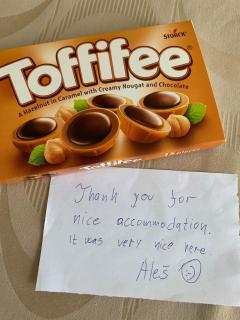 STORCK
Toffifee
A Hazelnut in Caramel with Creamy Nougat and Chocolate
Toffifee
Thank you for
nice accommodation.
It was very nice here
Aleš